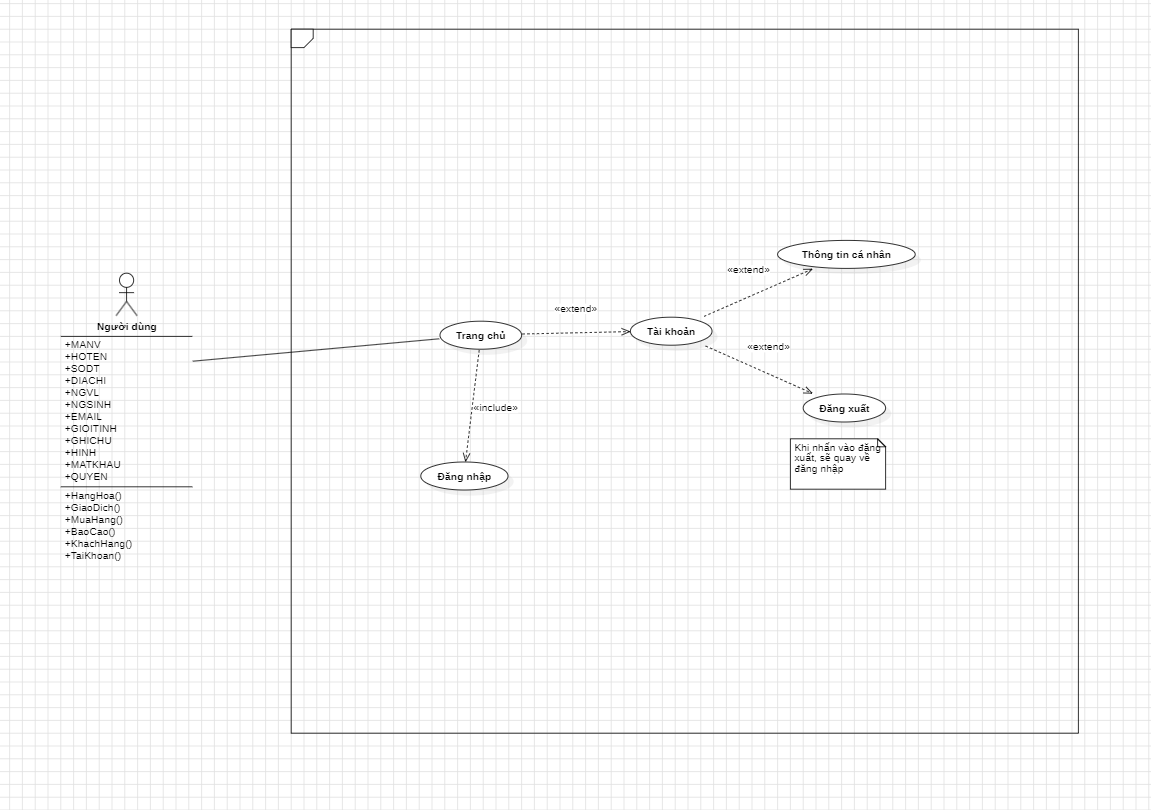 Người dùng
+MANV
+HOTEN
+SODT
+DIACHI
+NGVL
+NGSINH
+EMAIL
+GIOITINH
+GHICHU
+HINH
+MATKHAU
+QUYEN
+HangHoa()
+GiaoDich()
+MuaHang()
+BaoCao()
+KhachHang()
+TaiKhoan()
Trang chủ
«extend»
Tài khoản
«extend»
Thông tin cá nhân
«extend»
Đăng xuất
«include»
Đăng nhập
Khi nhấn vào đăng
xuất, sẽ quay về
đăng nhập